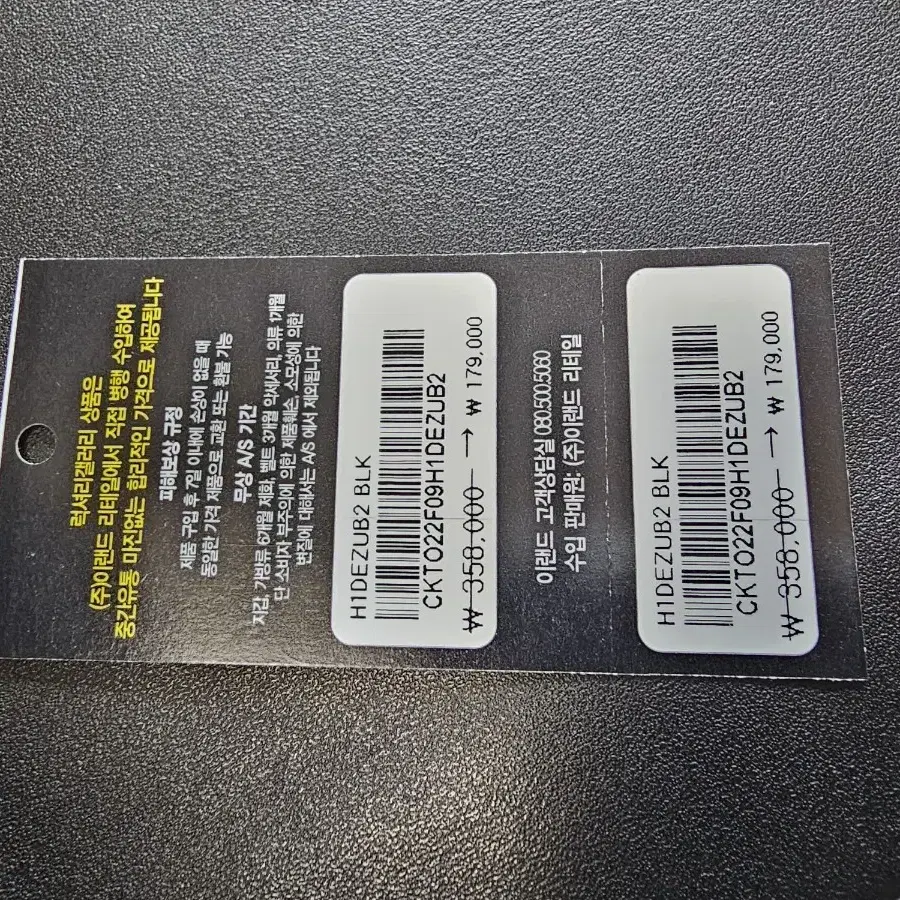 럭셔리갤러리 상품은
(주)이랜드 리테일에서 직접 병행 수입하여
중간유통 마진없는 합리적인 가격으로 제공됩니다
피해보상 규정
제품 구입 후 7일 이내에 손상이 없을 때
동일한 가격 제품으로 교환 또는 환불 가능
무상 A/S 기간
지갑, 가방류 6개월 제화, 벨트 3개월 악세서리, 의류 1개월
단 소비자 부주의에 의한 제품훼손, 소모성에 의한
변질에 대해서는 A/S 에서 제외됩니다
H1DEZUB2 BLK
CKTO22F09H1DEZUB2
₩ 358,000 → ₩ 179,000
이랜드 고객상담실 080.500.5060
수입 판매원: (주)이랜드 리테일
H1DEZUB2 BLK
CKTO22F09H1DEZUB2
₩ 358,000 → ₩ 179,000